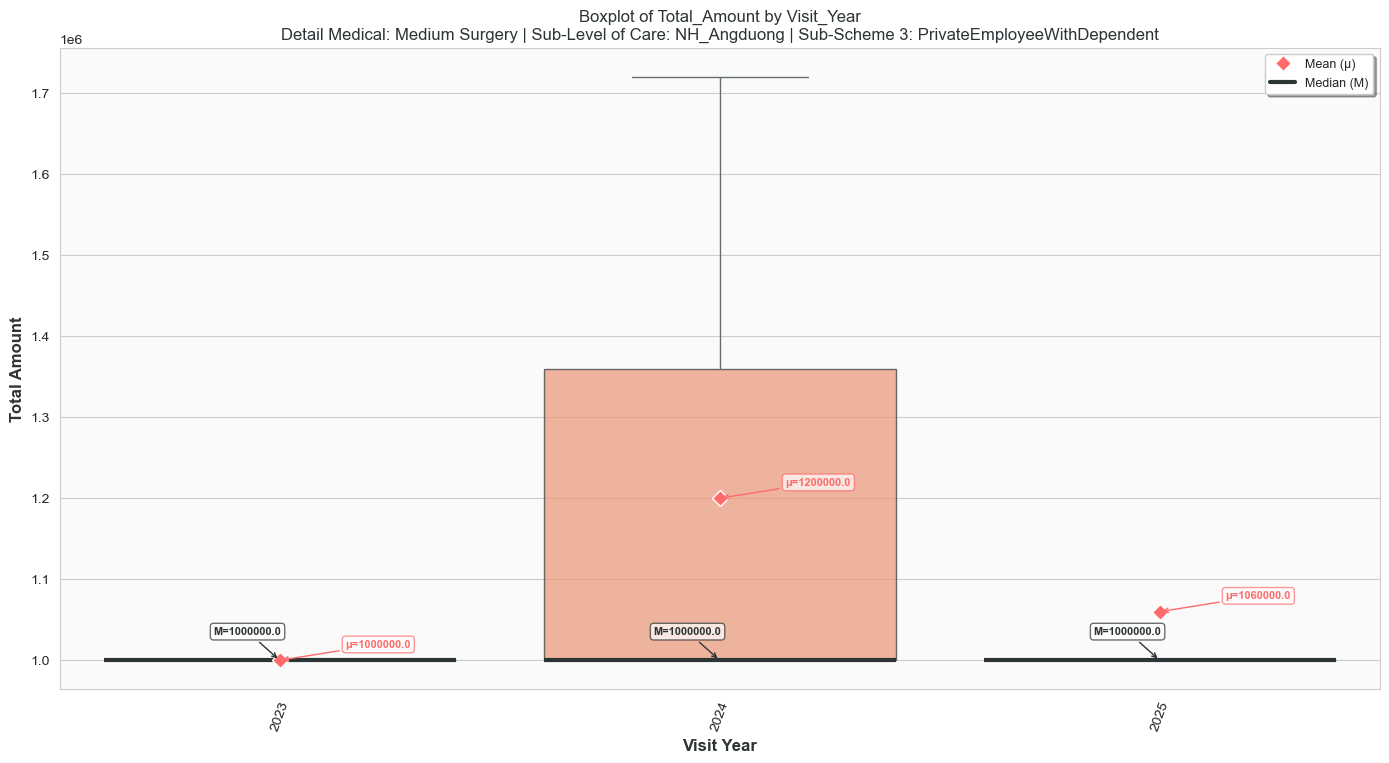 Boxplot of Total_Amount by Visit_Year
Detail Medical: Medium Surgery | Sub-Level of Care: NH_Angduong | Sub-Scheme 3: PrivateEmployeeWithDependent
1e6
Mean (μ)
Median (M)
1.7
1.6
1.5
1.4
1.3
1.2
1.1
1.0
Total Amount
M=1000000.0
μ=1000000.0
M=1000000.0
μ=1200000.0
M=1000000.0
μ=1060000.0
2023
2024
2025
Visit Year